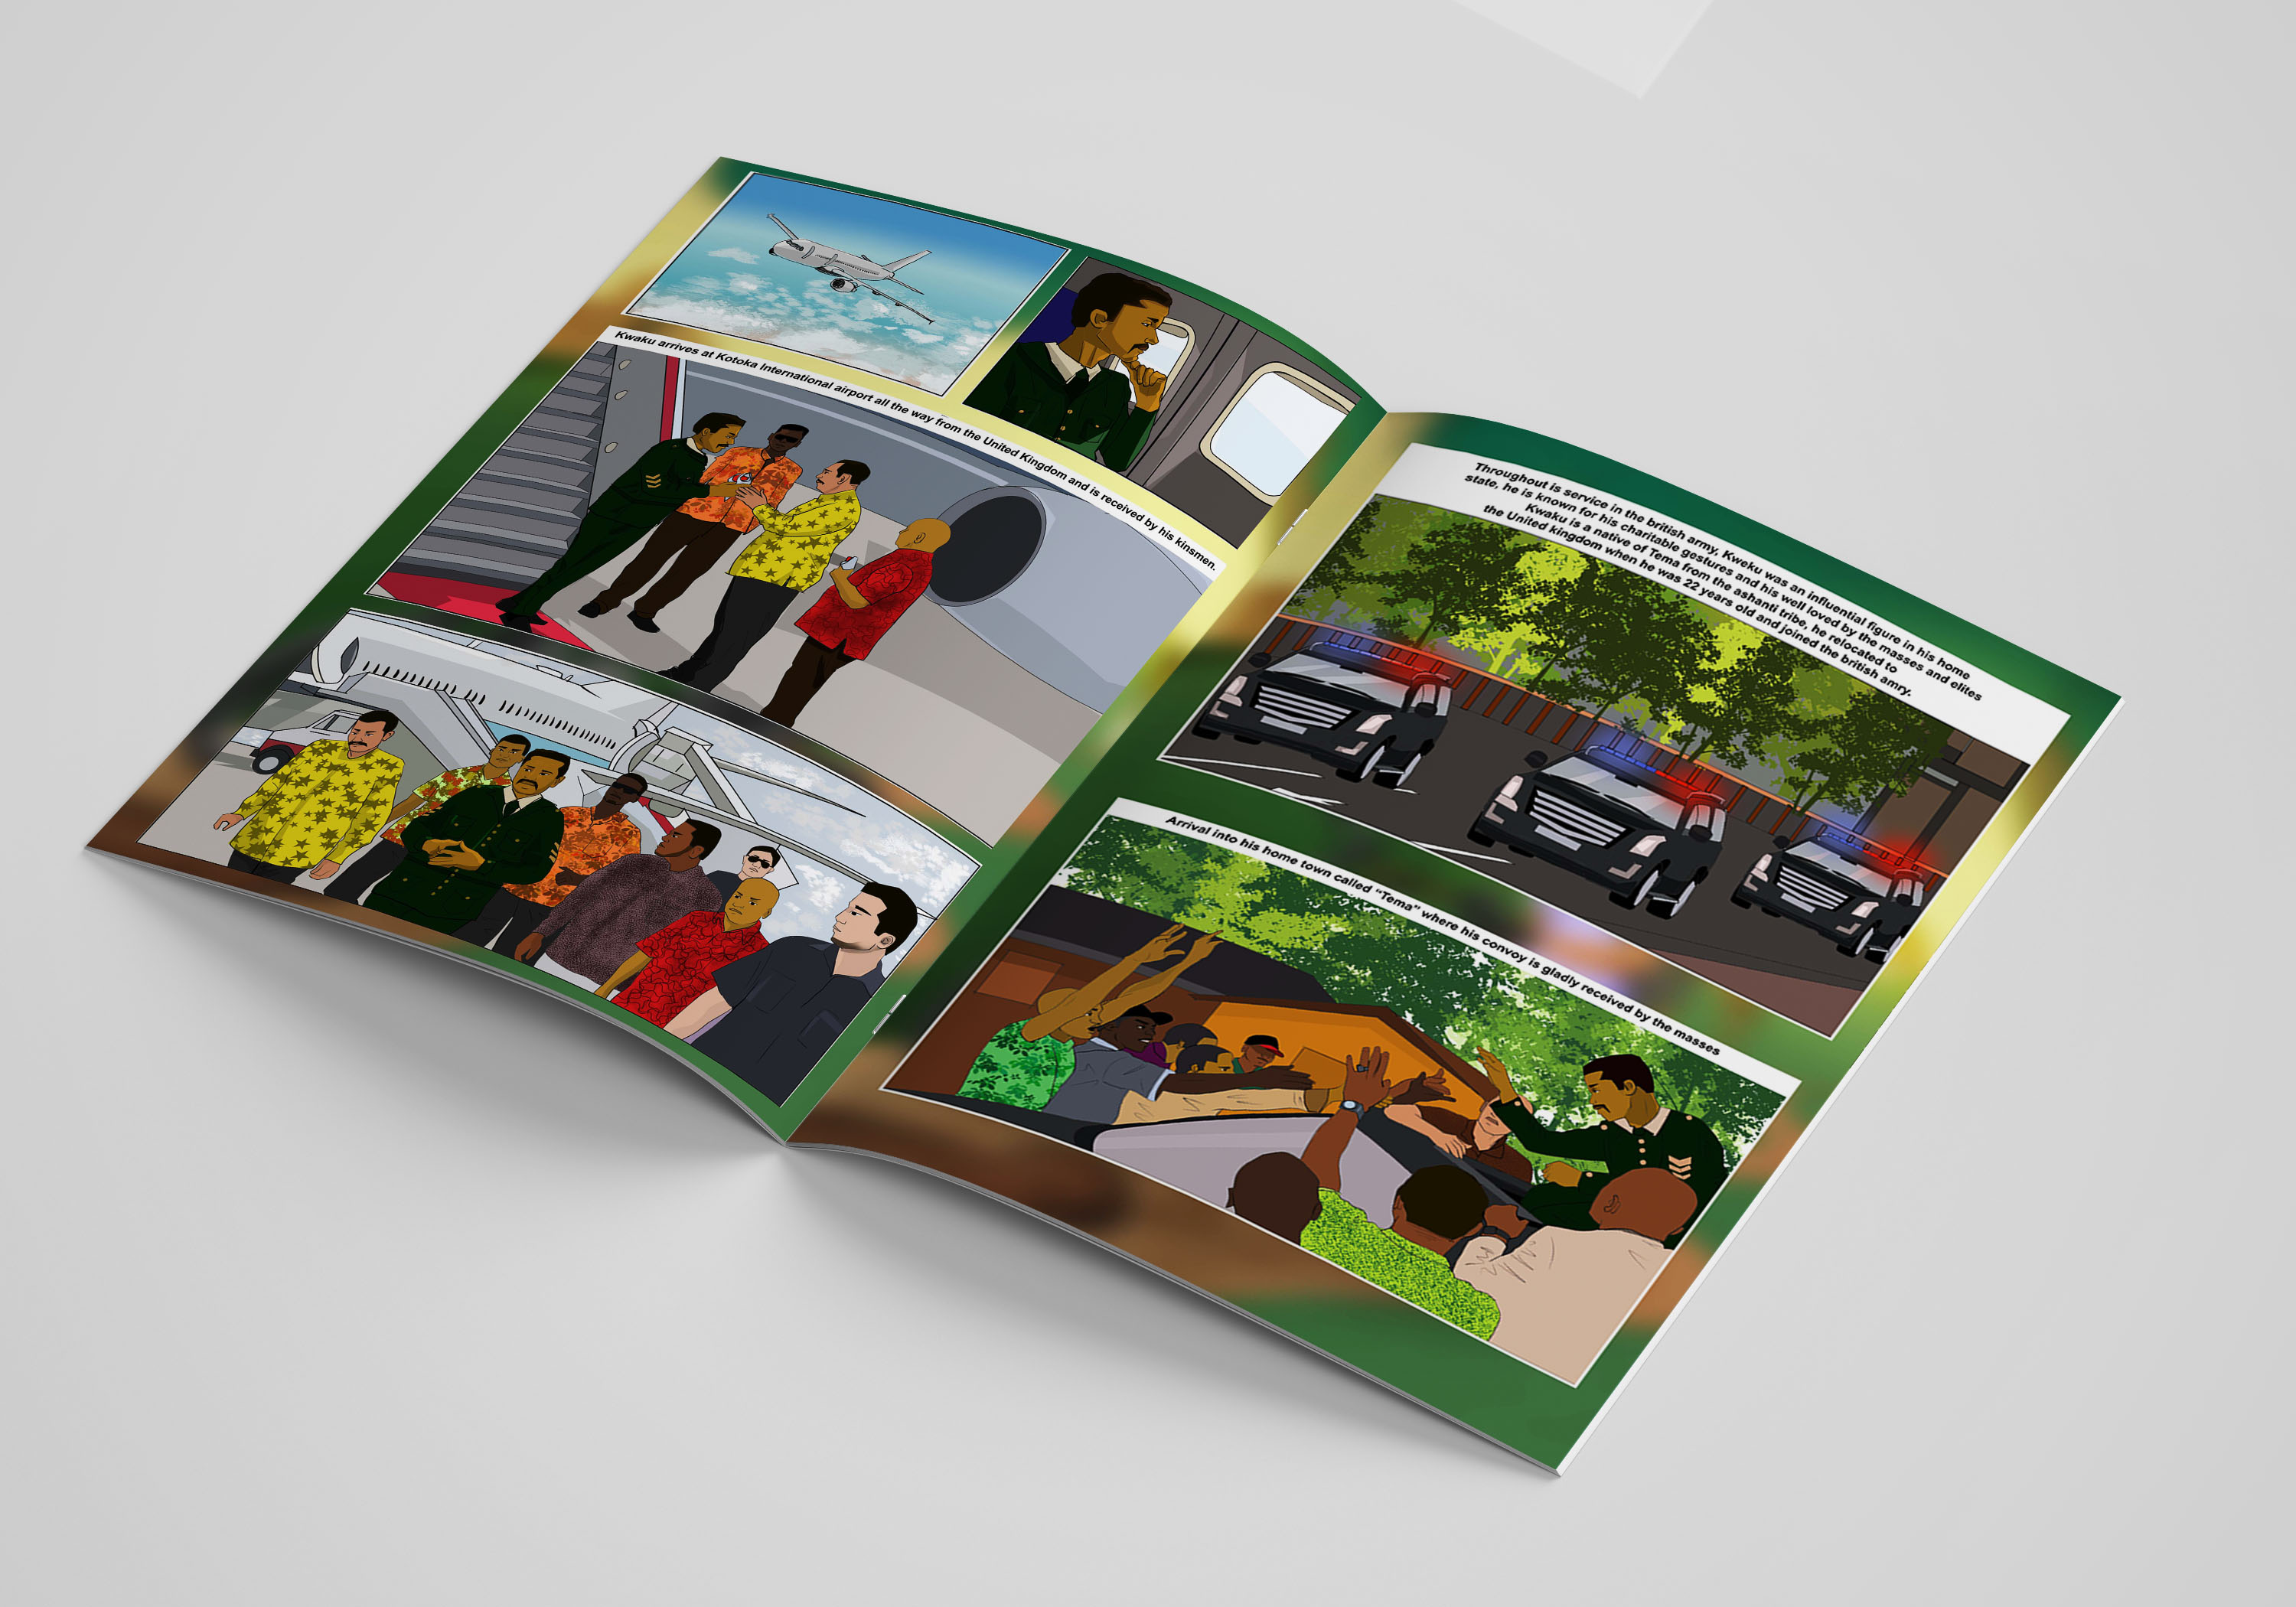 Kwaku arrives at Kotoka International airport all the way from the United Kingdom and is received by his kinsmen.
Throughout is service in the british army, Kweku was an influential figure in his home
state, he is known for his charitable gestures and his well loved by the masses and elites
Kwaku is a native of Tema from the ashanti tribe, he relocated to
the United kingdom when he was 22 years old and joined the british amry.
Arrival into his home town called “Tema” where his convoy is gladly received by the masses